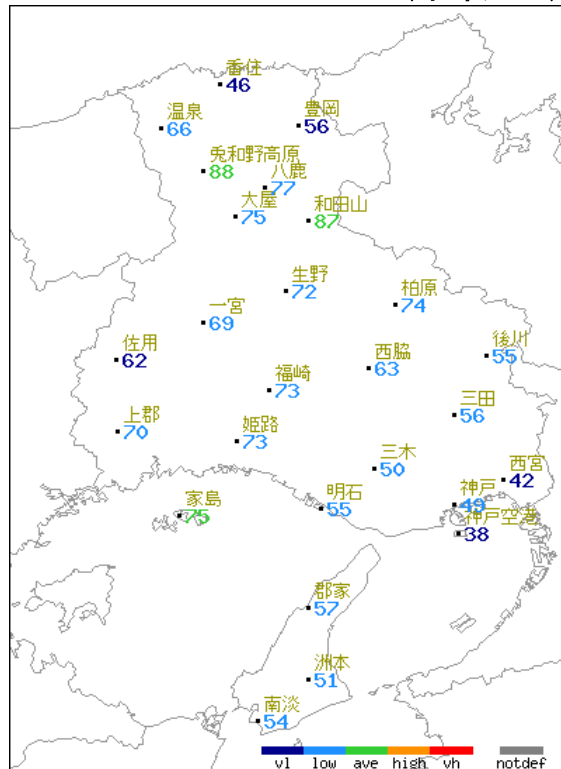 香住
46
温泉
66
豊岡
56
兎和野高原
88
八鹿
77
大屋
75
和田山
87
生野
72
柏原
74
一宮
69
佐用
62
西脇
63
後川
55
福崎
73
三田
56
上郡
70
姫路
73
三木
50
西宮
42
家島
75
明石
55
神戸
49
神戸空港
38
郡家
57
洲本
51
南淡
54
vl low ave high vh notdef